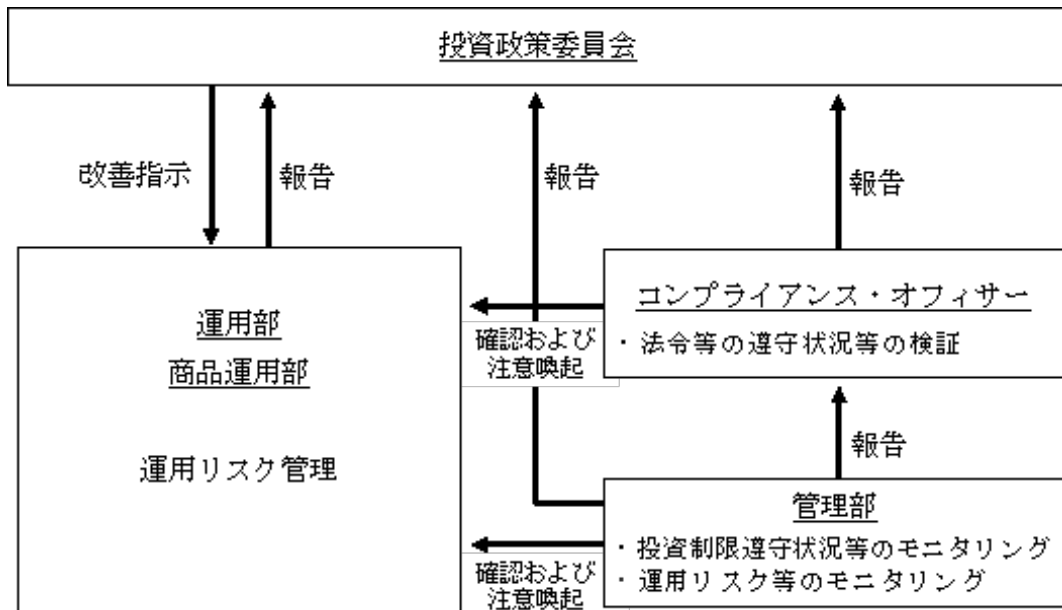 投資政策委員会
改善指示
報告
報告
報告
運用部
商品運用部
運用リスク管理
確認および
注意喚起
コンプライアンス・オフィサー
・法令等の遵守状況等の検証
報告
管理部
・投資制限遵守状況等のモニタリング
・運用リスク等のモニタリング
確認および
注意喚起